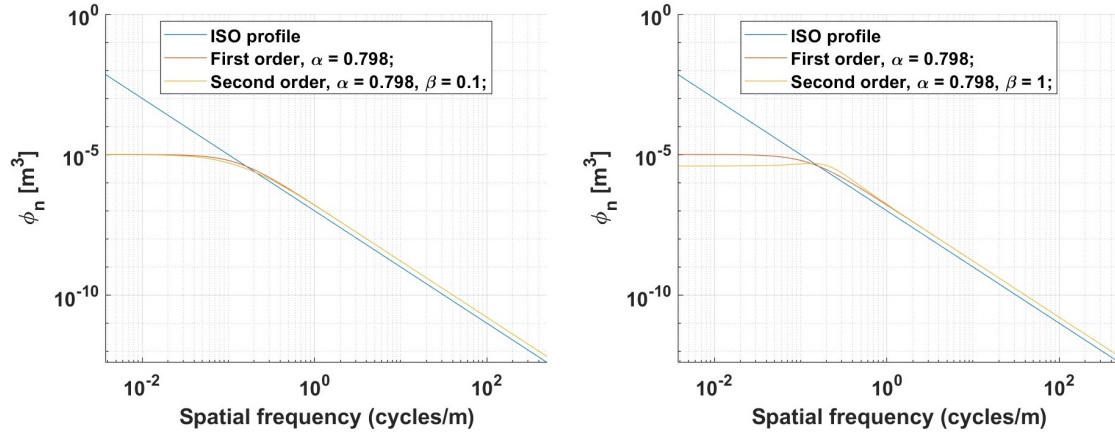 ISO profile
First order, α = 0.798;
Second order, α = 0.798, β = 0.1;
10^0
10^-5
10^-10
ϕ_n [m^3]
10^-2
10^0
10^2
Spatial frequency (cycles/m)
ISO profile
First order, α = 0.798;
Second order, α = 0.798, β = 1;
10^0
10^-5
10^-10
ϕ_n [m^3]
10^-2
10^0
10^2
Spatial frequency (cycles/m)